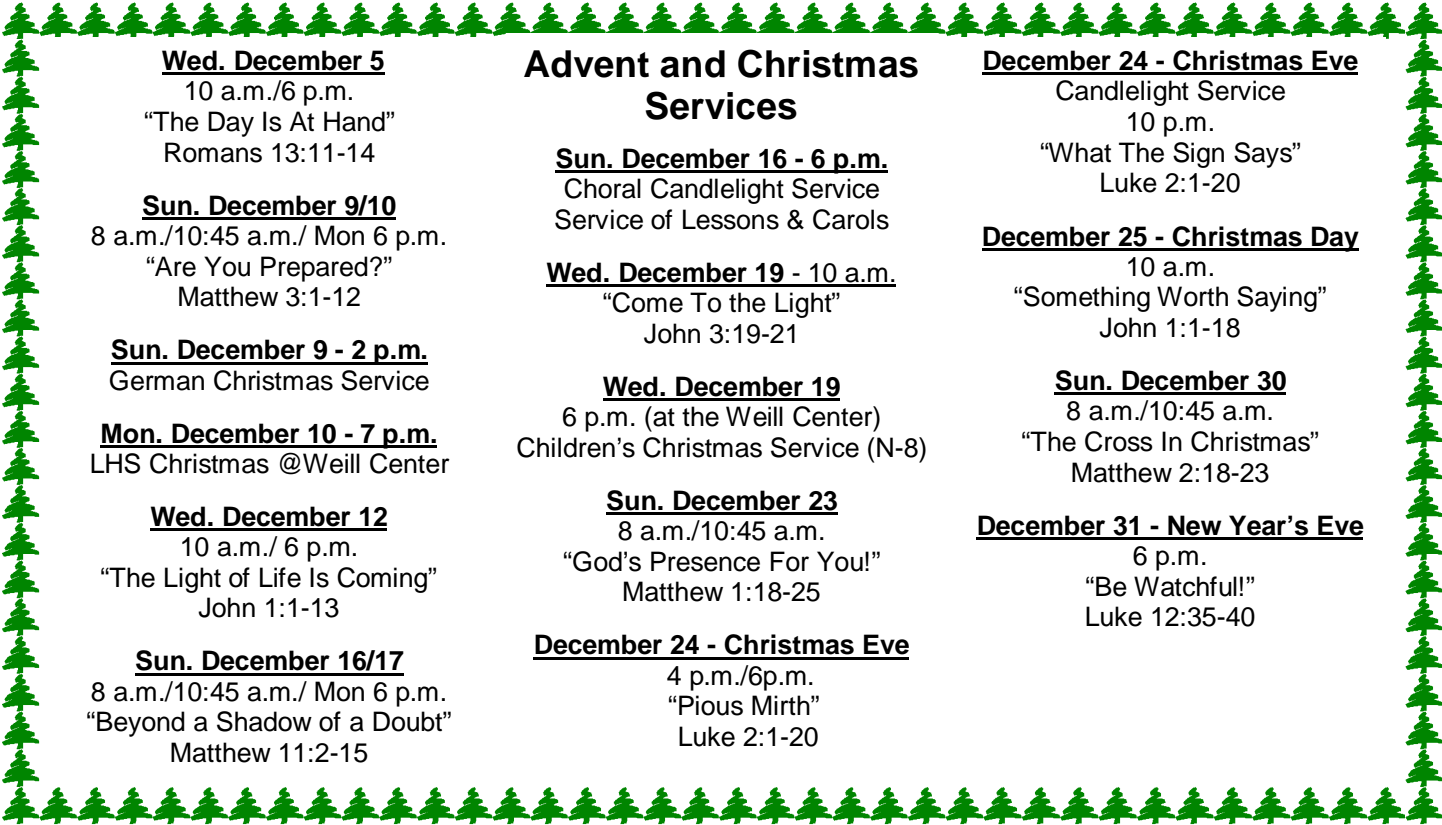 Wed. December 5
10 a.m./6 p.m.
“The Day Is At Hand”
Romans 13:11-14
Sun. December 9/10
8 a.m./10:45 a.m./ Mon 6 p.m.
“Are You Prepared?”
Matthew 3:1-12
Sun. December 9 - 2 p.m.
German Christmas Service
Mon. December 10 - 7 p.m.
LHS Christmas @Weill Center
Wed. December 12
10 a.m./ 6 p.m.
“The Light of Life Is Coming”
John 1:1-13
Sun. December 16/17
8 a.m./10:45 a.m./ Mon 6 p.m.
“Beyond a Shadow of a Doubt”
Matthew 11:2-15
Advent and Christmas
Services
Sun. December 16 - 6 p.m.
Choral Candlelight Service
Service of Lessons & Carols
Wed. December 19 - 10 a.m.
“Come To the Light”
John 3:19-21
Wed. December 19
6 p.m. (at the Weill Center)
Children’s Christmas Service (N-8)
Sun. December 23
8 a.m./10:45 a.m.
“God’s Presence For You!”
Matthew 1:18-25
December 24 - Christmas Eve
4 p.m./6p.m.
“Pious Mirth”
Luke 2:1-20
December 24 - Christmas Eve
Candlelight Service
10 p.m.
“What The Sign Says”
Luke 2:1-20
December 25 - Christmas Day
10 a.m.
“Something Worth Saying”
John 1:1-18
Sun. December 30
8 a.m./10:45 a.m.
“The Cross In Christmas”
Matthew 2:18-23
December 31 - New Year’s Eve
6 p.m.
“Be Watchful!”
Luke 12:35-40